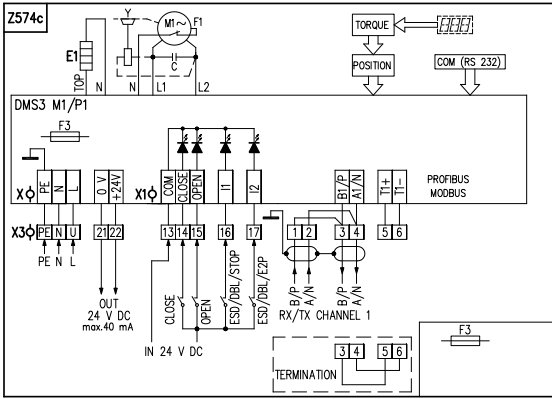 Z574c
Y
M1~
F1
TORQUE
E1
C
POSITION
COM (RS 232)
TOP
N
N
L1
L2
DMS3 M1/P1
F3
X
PE
N
L
0 V
+24V
X1
COM
CLOSE
OPEN
I1
I2
B1/P
A1/N
T1+
T1-
PROFIBUS
MODBUS
X3
PE
N
U
21
22
13
14
15
16
17
1
2
3
4
5
6
PE N L
CLOSE
OPEN
ESD/DBL/STOP
ESD/DBL/E2P
B/P
A/N
B/P
A/N
OUT
24 V DC
max.40 mA
RX/TX CHANNEL 1
IN 24 V DC
F3
3
4
5
6
TERMINATION